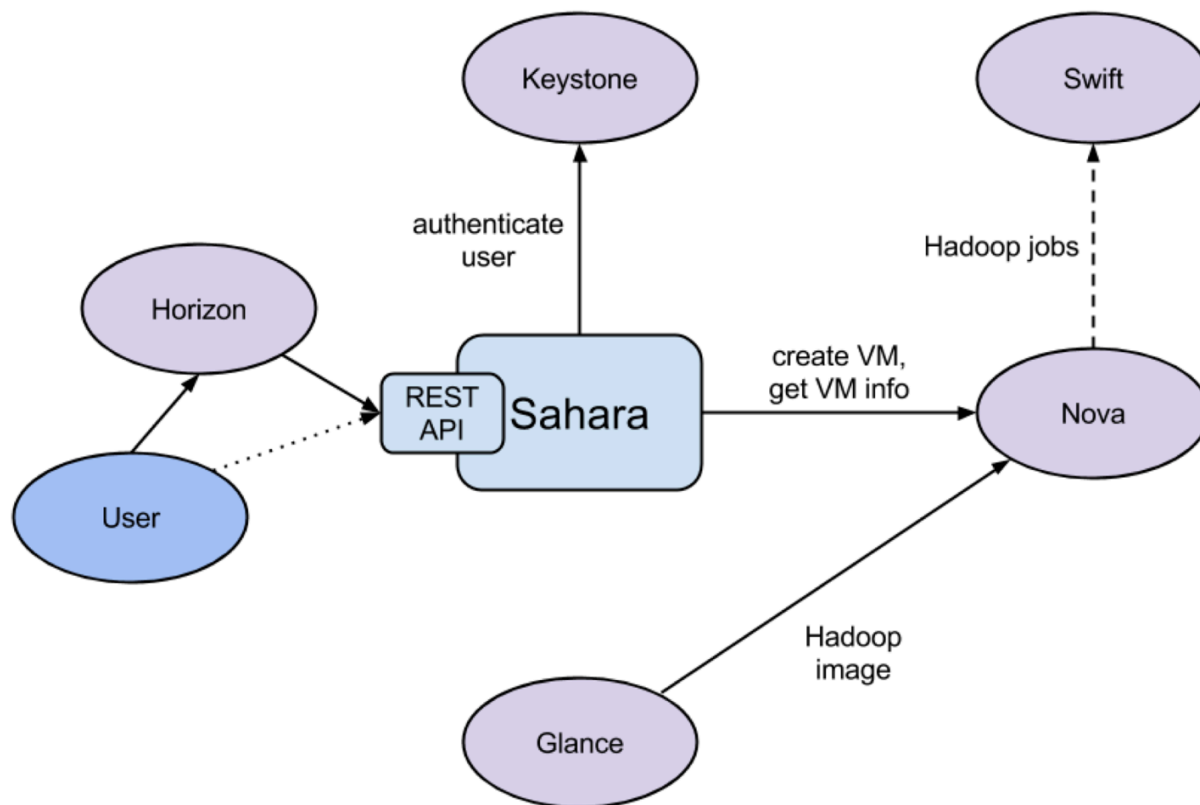 Keystone
Swift
authenticate
user
Hadoop jobs
Horizon
create VM,
get VM info
REST
API
Sahara
Nova
User
Hadoop
image
Glance